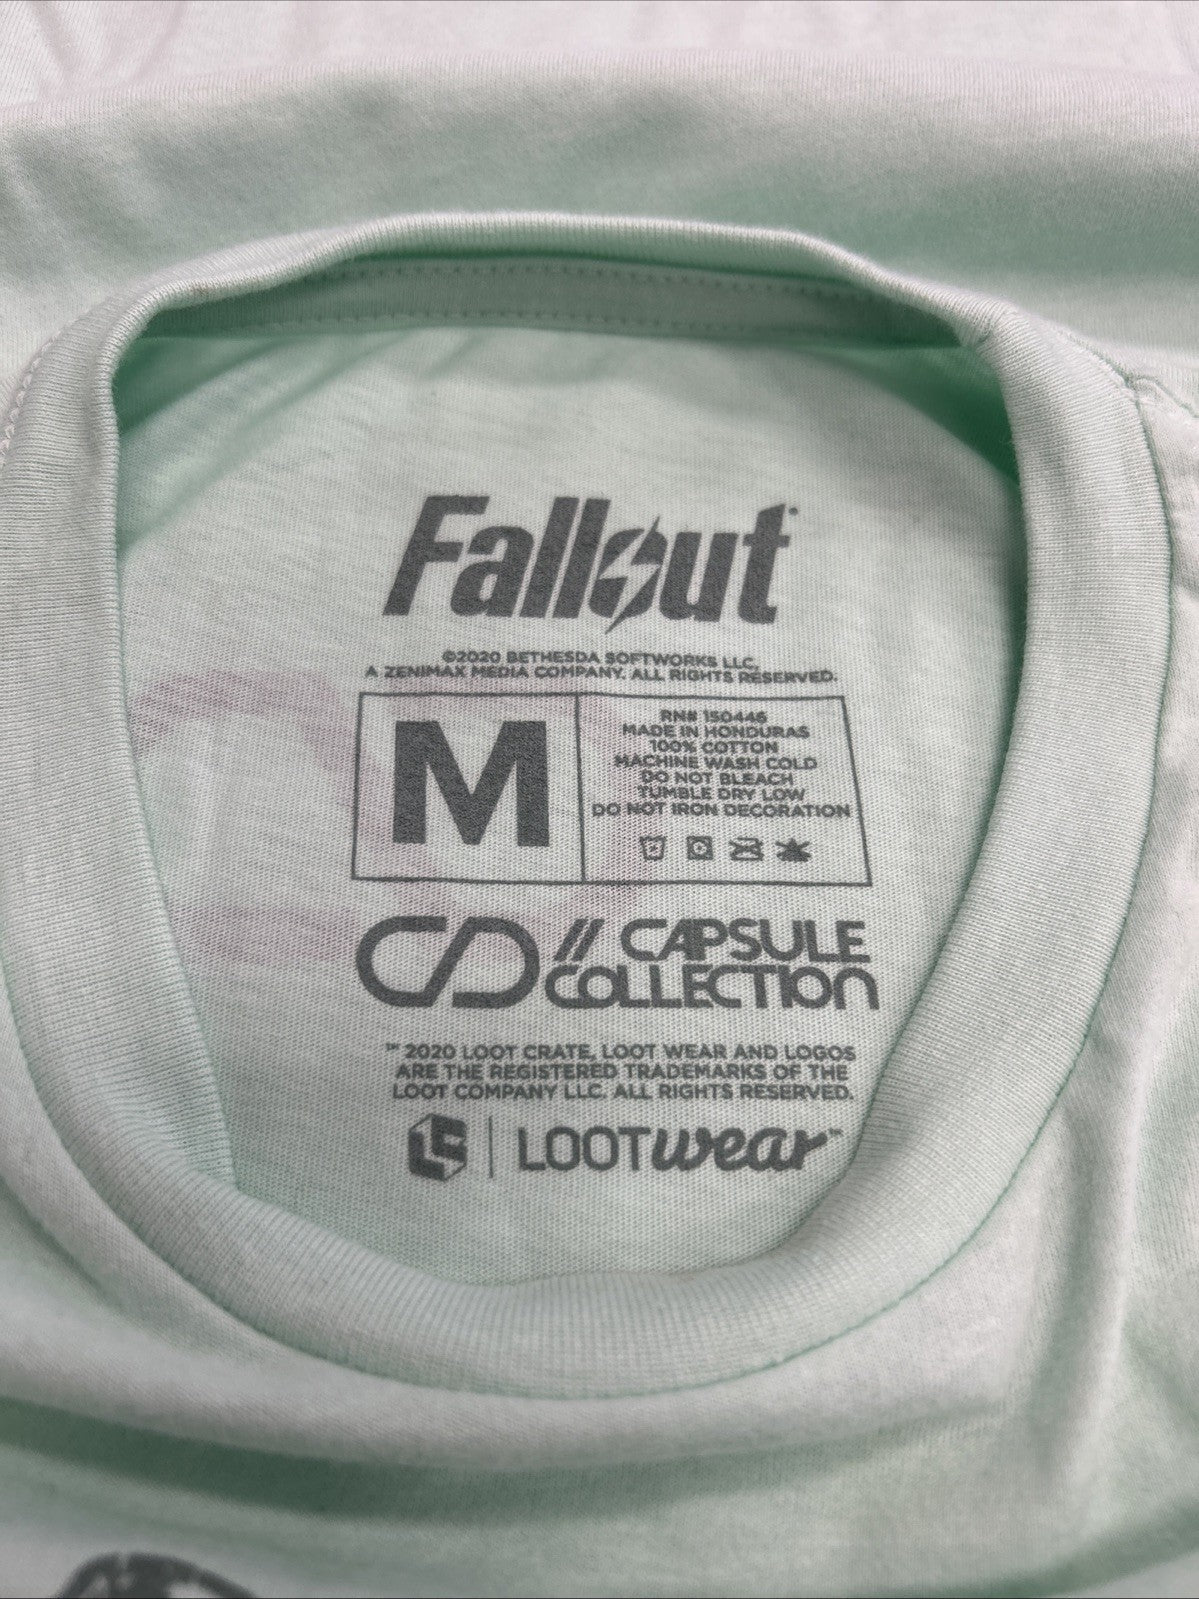 Fallout
©2020 BETHESDA SOFTWORKS LLC,
A ZENIMAX MEDIA COMPANY. ALL RIGHTS RESERVED.
M
RN# 150446
MADE IN HONDURAS
100% COTTON
MACHINE WASH COLD
DO NOT BLEACH
TUMBLE DRY LOW
DO NOT IRON DECORATION
// CAPSULE
COLLECTION
™ 2020 LOOT CRATE, LOOT WEAR AND LOGOS
ARE THE REGISTERED TRADEMARKS OF THE
LOOT COMPANY LLC. ALL RIGHTS RESERVED.
LOOTwear™